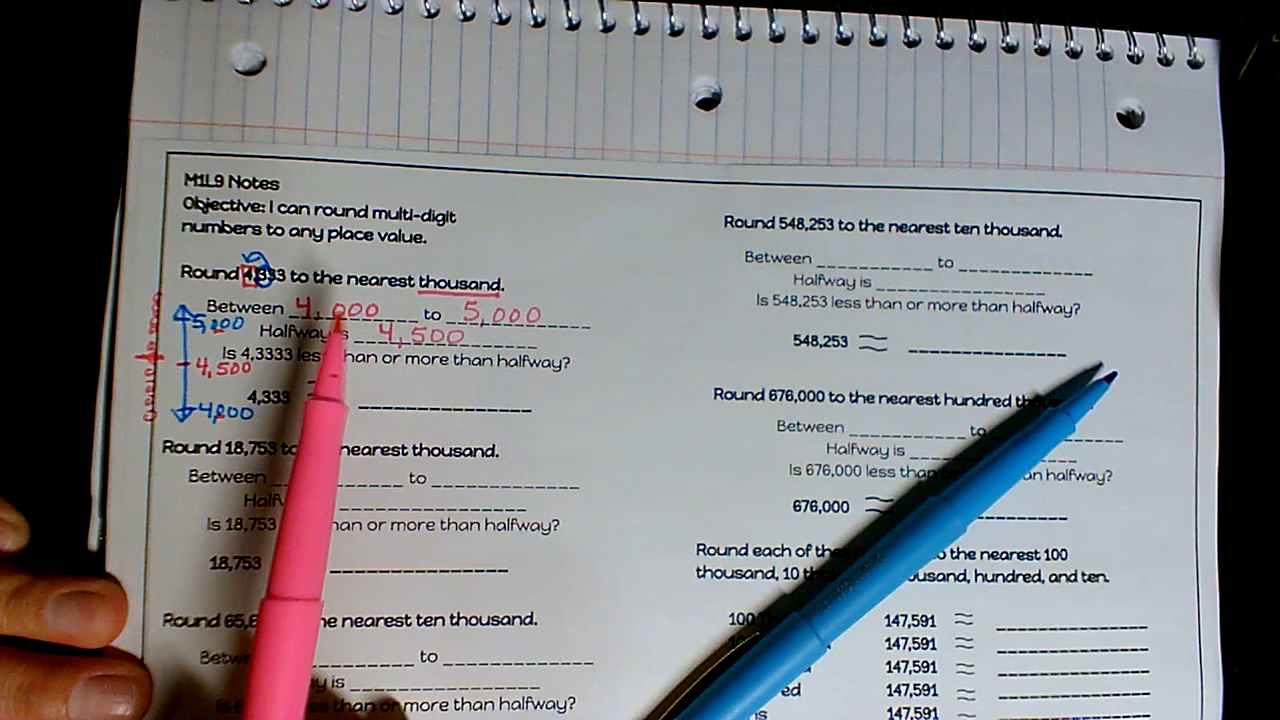 M1L9 Notes
Objective: I can round multi-digit
numbers to any place value.
Round 4,333 to the nearest thousand.
Between 4,000 to 5,000
5,000
Halfway is 4,500
Is 4,3333 less than or more than halfway?
4,500
4,333
4,000
Round 18,753 to nearest thousand.
Between to
Is 18,753 than or more than halfway?
18,753
Round nearest ten thousand.
to
is
less than or more than halfway?
Round 548,253 to the nearest ten thousand.
Between to
Halfway is
Is 548,253 less than or more than halfway?
548,253 ≈
Round 676,000 to the nearest hundred
Between to
Halfway is
Is 676,000 less than halfway?
676,000 ≈
Round each of the nearest 100
thousand, 10 hundred, and ten.
100 147,591 ≈
147,591 ≈
147,591 ≈
147,591 ≈
147,591 ≈